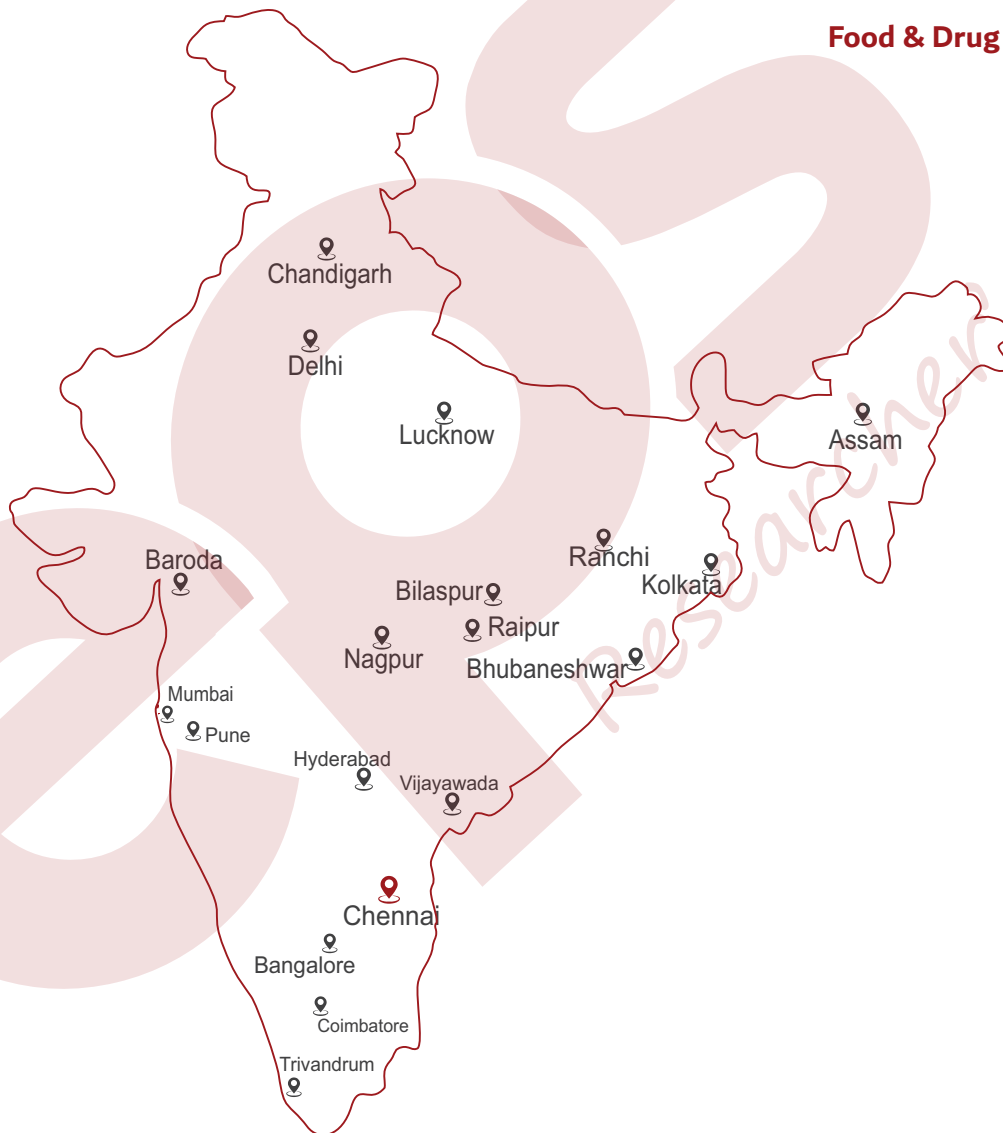 Food & Drug
Chandigarh
Delhi
Lucknow
Assam
Ranchi
Baroda
Kolkata
Bilaspur
Raipur
Nagpur
Bhubaneshwar
Mumbai
Pune
Hyderabad
Vijayawada
Chennai
Bangalore
Coimbatore
Trivandrum
Researcher